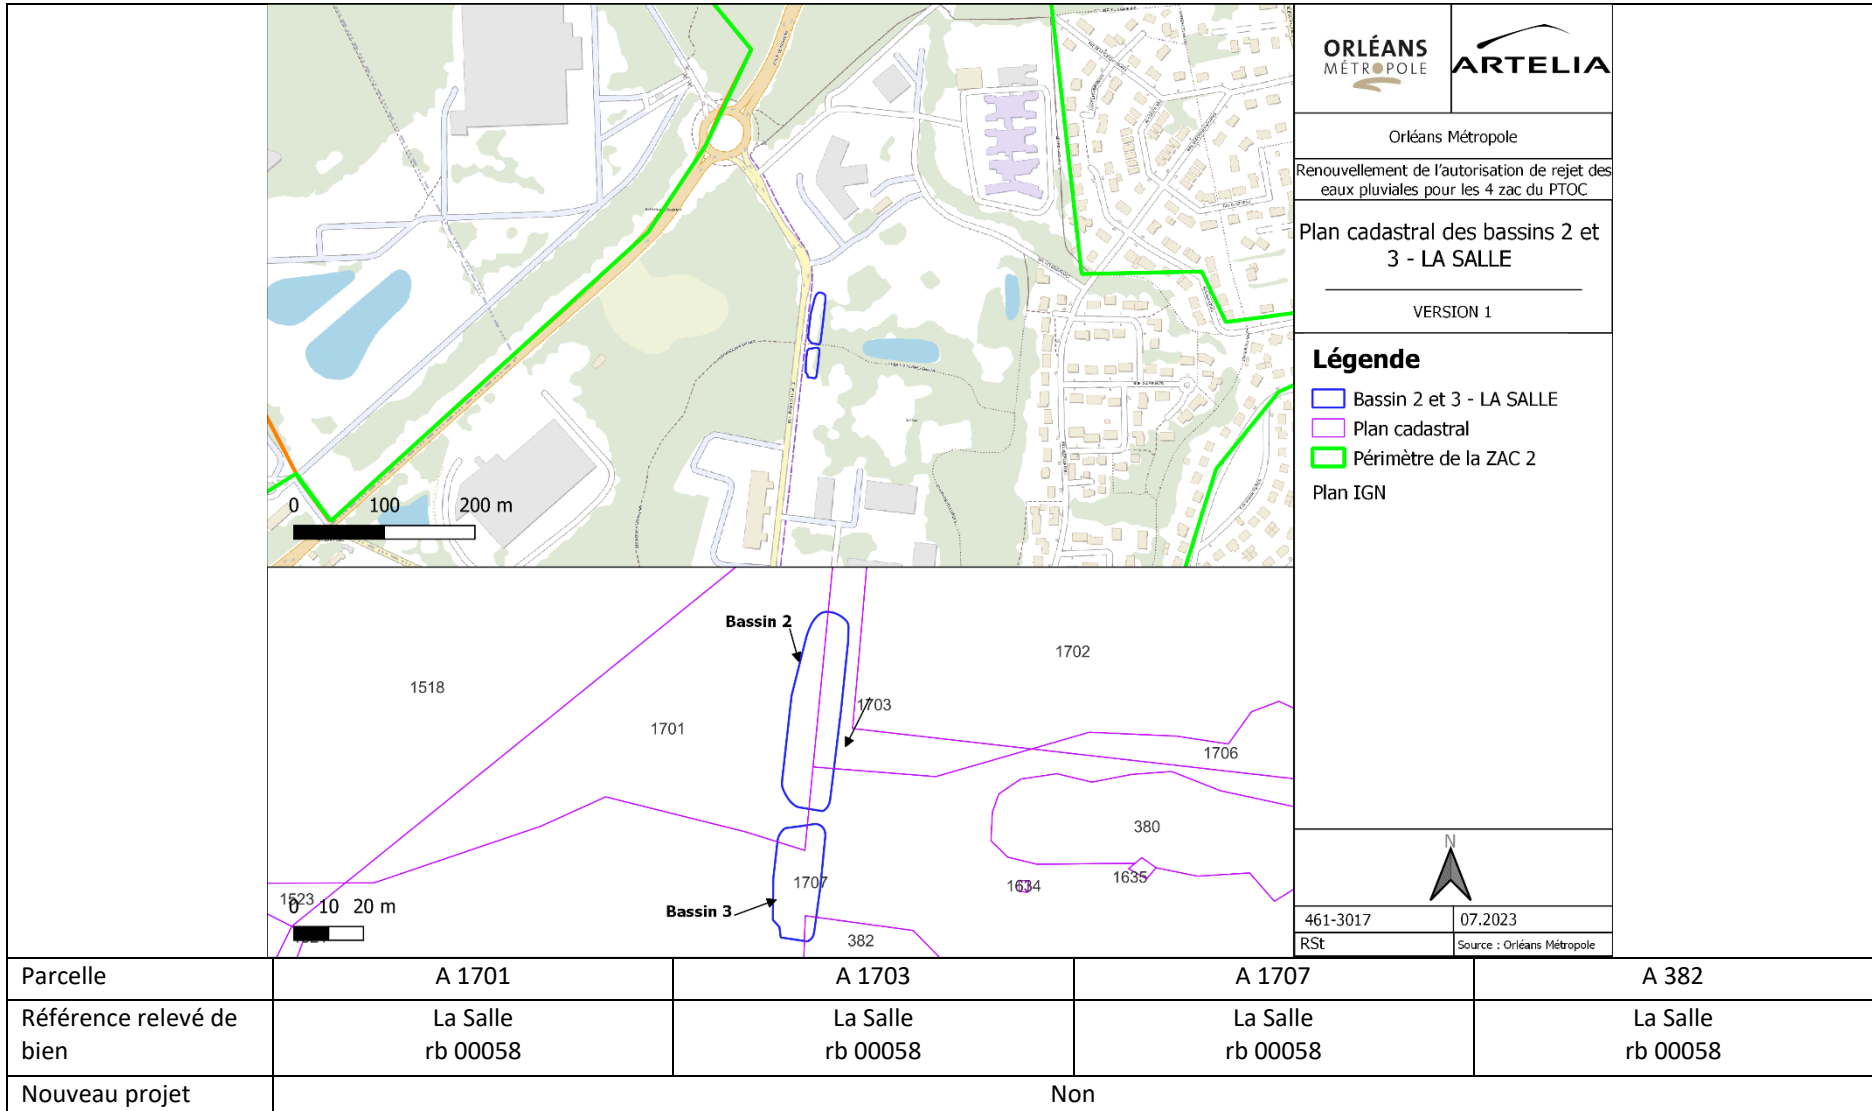 ORLÉANS
MÉTROPOLE
ARTELIA
Orléans Métropole
Renouvellement de l'autorisation de rejet des
eaux pluviales pour les 4 zac du PTOC
Plan cadastral des bassins 2 et
3 - LA SALLE
VERSION 1
Légende
Bassin 2 et 3 - LA SALLE
Plan cadastral
Périmètre de la ZAC 2
Plan IGN
0 100 200 m
Bassin 2
1518
1701
1702
1703
1706
380
1707
1634
1635
1523
0 10 20 m
Bassin 3
382
N
461-3017 07.2023
RSt Source : Orléans Métropole
Parcelle A 1701 A 1703 A 1707 A 382
Référence relevé de La Salle La Salle La Salle La Salle
bien rb 00058 rb 00058 rb 00058 rb 00058
Nouveau projet Non